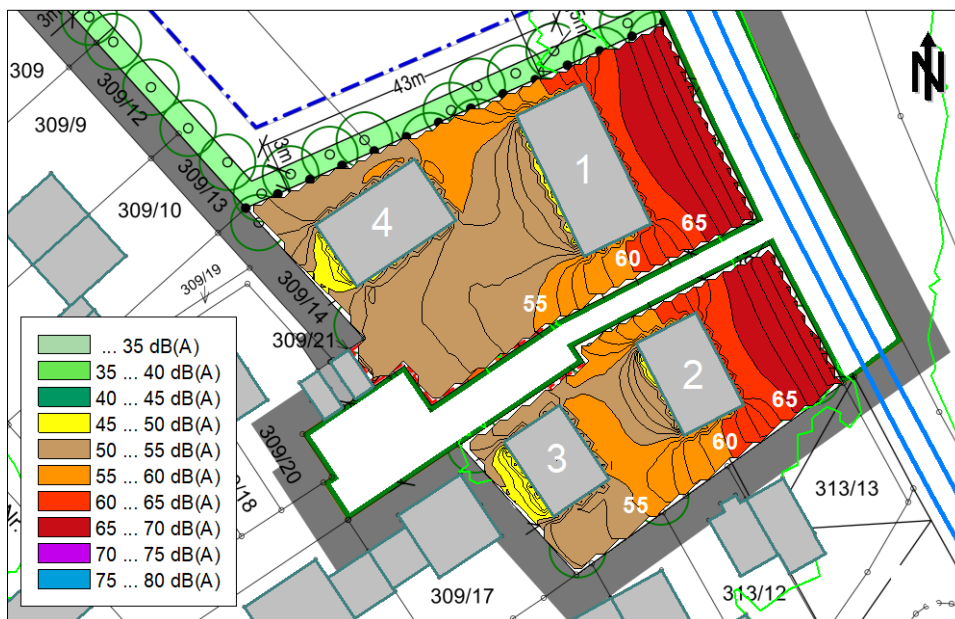 3m
3m
309
43m
N
309/12
309/9
3m
1
309/13
309/10
4
65
309/19
60
309/14
55
309/21
2
... 35 dB(A)
35 ... 40 dB(A)
40 ... 45 dB(A)
45 ... 50 dB(A)
50 ... 55 dB(A)
55 ... 60 dB(A)
60 ... 65 dB(A)
65 ... 70 dB(A)
70 ... 75 dB(A)
75 ... 80 dB(A)
65
60
3
309/20
313/13
55
309/17
313/12